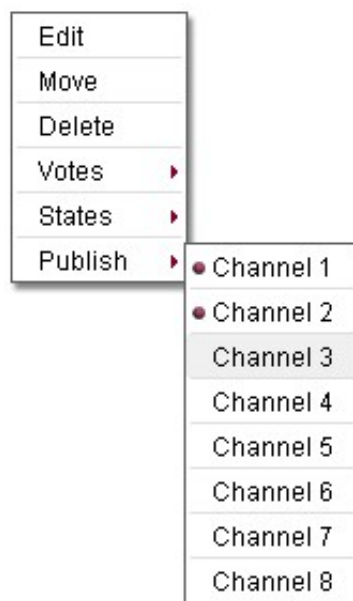 Edit
Move
Delete
Votes
States
Publish
Channel 1
Channel 2
Channel 3
Channel 4
Channel 5
Channel 6
Channel 7
Channel 8